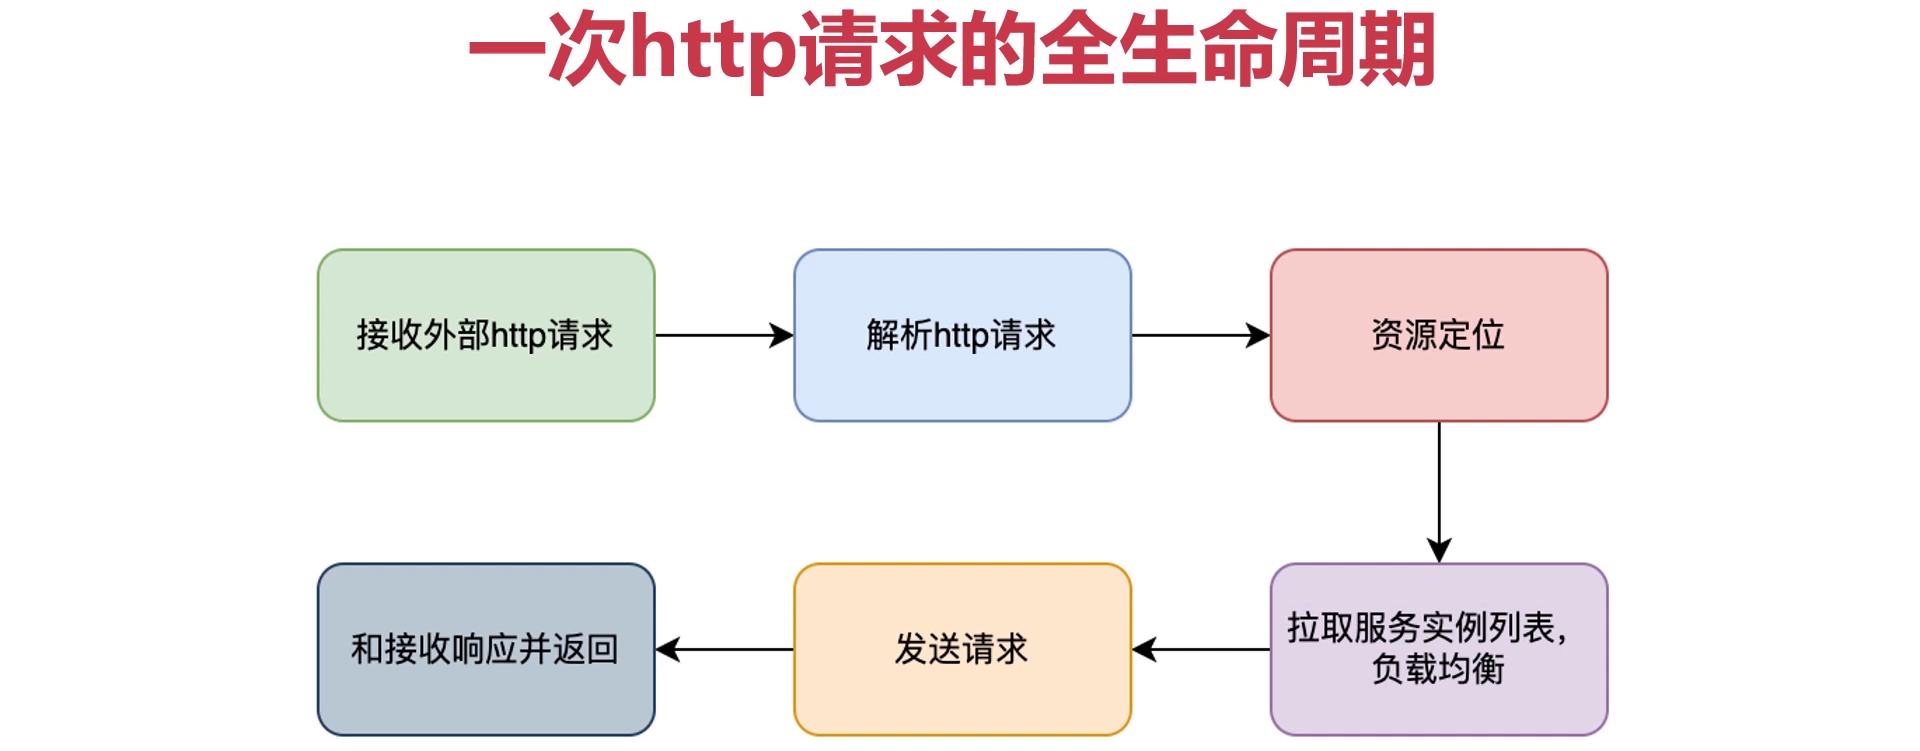 一次http请求的全生命周期
接收外部http请求
解析http请求
资源定位
拉取服务实例列表，
负载均衡
发送请求
和接收响应并返回